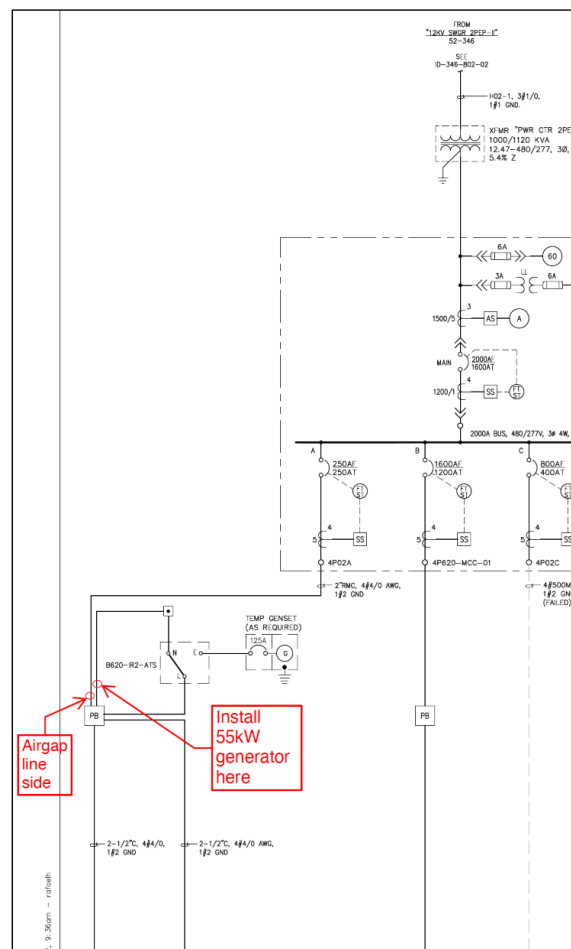 FROM
"12KV SWGR 2PEP-II"
52-346
SEE
ID-346-802-02
H02-1, 3#1/0,
1#1 GND.
XFMR "PWR CTR 2PE
1000/1120 KVA
12.47-480/277, 3Ø,
5.4% Z
6A
60
3A
LL
6A
3
1500/5
AS
A
MAIN
2000AF
1600AT
4
1200/1
SS
FT
ST
2000A BUS, 480/277V, 3Ø 4W,
A
B
C
250AF
250AT
1600AF
1200AT
800AF
400AT
FT
ST
FT
ST
FT
ST
4
4
4
5
SS
5
SS
5
SS
4P02A
4P620-MCC-01
4P02C
2"RMC, 4#4/0 AWG,
1#2 GND
4#500M
1#2 GN
(FAILED)
TEMP GENSET
(AS REQUIRED)
125A
N
E
G
B620-IR2-ATS
L
PB
PB
Airgap
line
side
Install
55kW
generator
here
2-1/2"C, 4#4/0,
1#2 GND
2-1/2"C, 4#4/0 AWG,
1#2 GND
, 9:36am - rafaelh